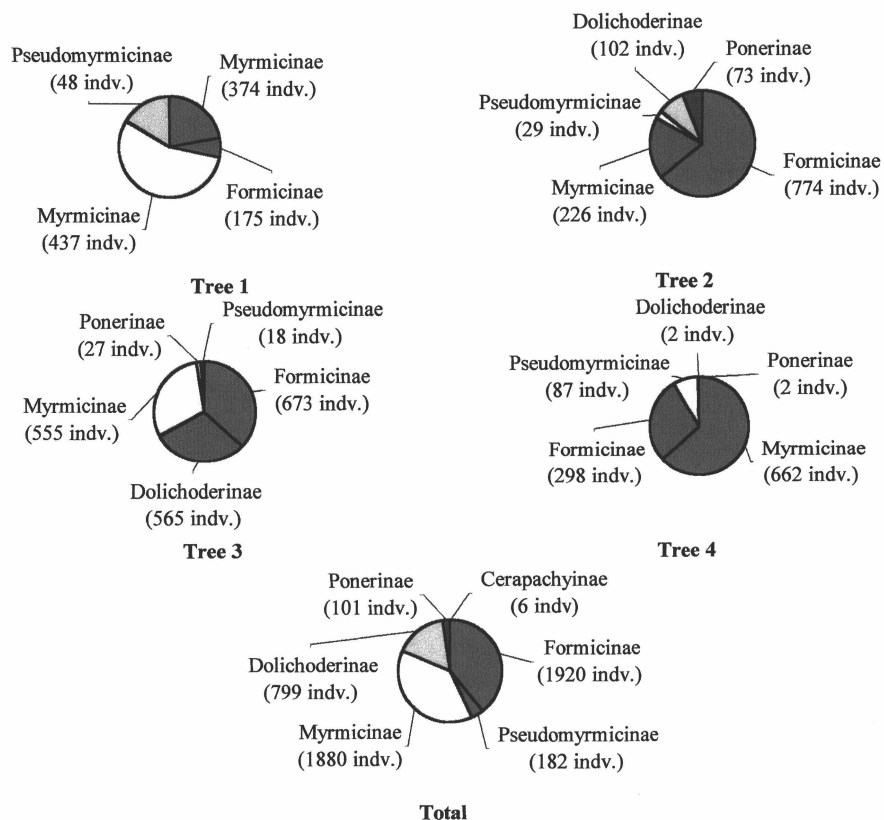 Pseudomyrmicinae
(48 indv.)
Myrmicinae
(374 indv.)
Formicinae
(175 indv.)
Myrmicinae
(437 indv.)
Tree 1
Dolichoderinae
(102 indv.)
Ponerinae
(73 indv.)
Pseudomyrmicinae
(29 indv.)
Formicinae
(774 indv.)
Myrmicinae
(226 indv.)
Tree 2
Ponerinae
(27 indv.)
Pseudomyrmicinae
(18 indv.)
Formicinae
(673 indv.)
Myrmicinae
(555 indv.)
Dolichoderinae
(565 indv.)
Tree 3
Dolichoderinae
(2 indv.)
Pseudomyrmicinae
(87 indv.)
Ponerinae
(2 indv.)
Formicinae
(298 indv.)
Myrmicinae
(662 indv.)
Tree 4
Ponerinae
(101 indv.)
Cerapachyinae
(6 indv)
Formicinae
(1920 indv.)
Dolichoderinae
(799 indv.)
Myrmicinae
(1880 indv.)
Pseudomyrmicinae
(182 indv.)
Total